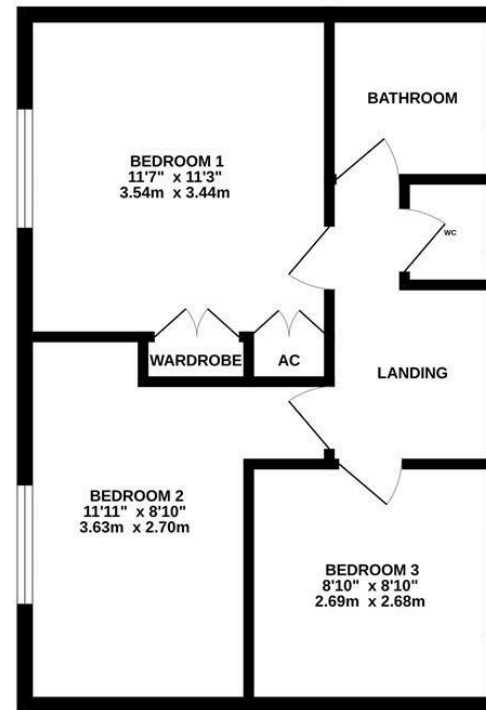 BATHROOM
BEDROOM 1
11'7" x 11'3"
3.54m x 3.44m
WC
WARDROBE
AC
LANDING
BEDROOM 2
11'11" x 8'10"
3.63m x 2.70m
BEDROOM 3
8'10" x 8'10"
2.69m x 2.68m